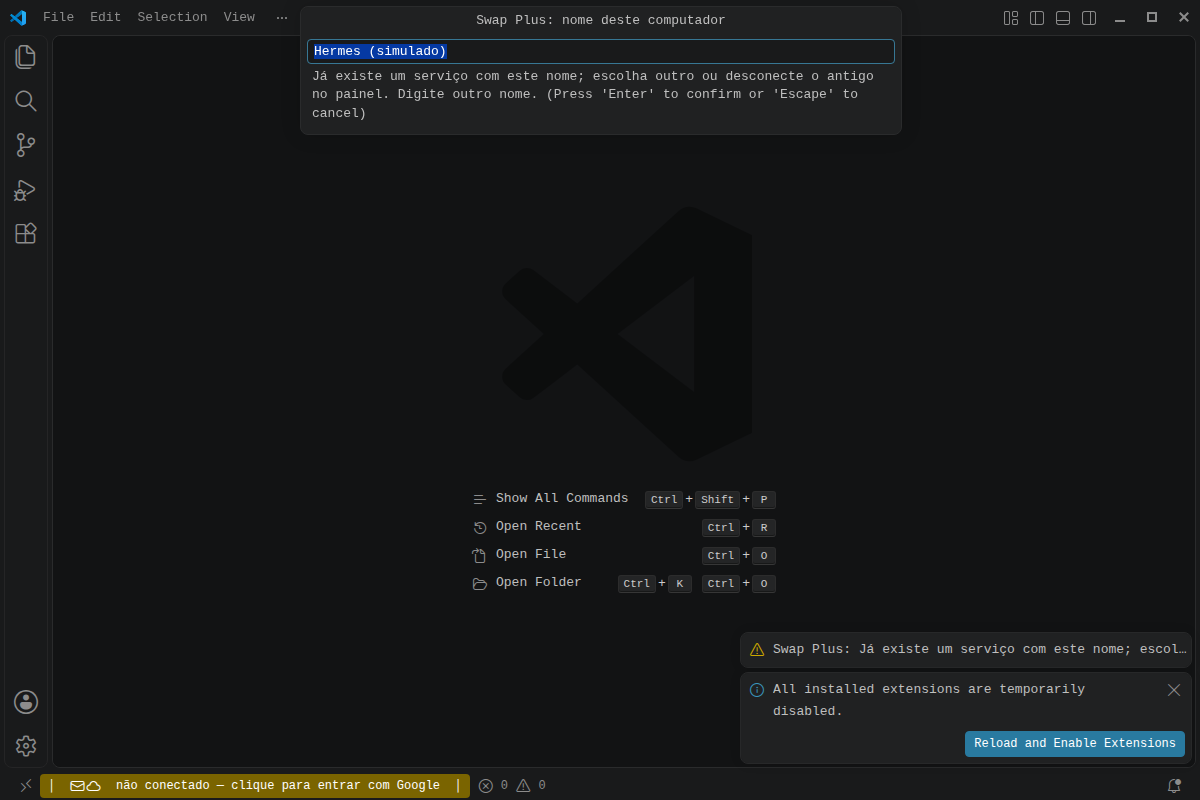 File Edit Selection View ···
Swap Plus: nome deste computador
Hermes (simulado)
Já existe um serviço com este nome; escolha outro ou desconecte o antigo
no painel. Digite outro nome. (Press 'Enter' to confirm or 'Escape' to
cancel)
Show All Commands Ctrl + Shift + P
Open Recent Ctrl + R
Open File Ctrl + O
Open Folder Ctrl + K Ctrl + O
Swap Plus: Já existe um serviço com este nome; escol…
All installed extensions are temporarily
disabled.
Reload and Enable Extensions
| não conectado — clique para entrar com Google | 0 0